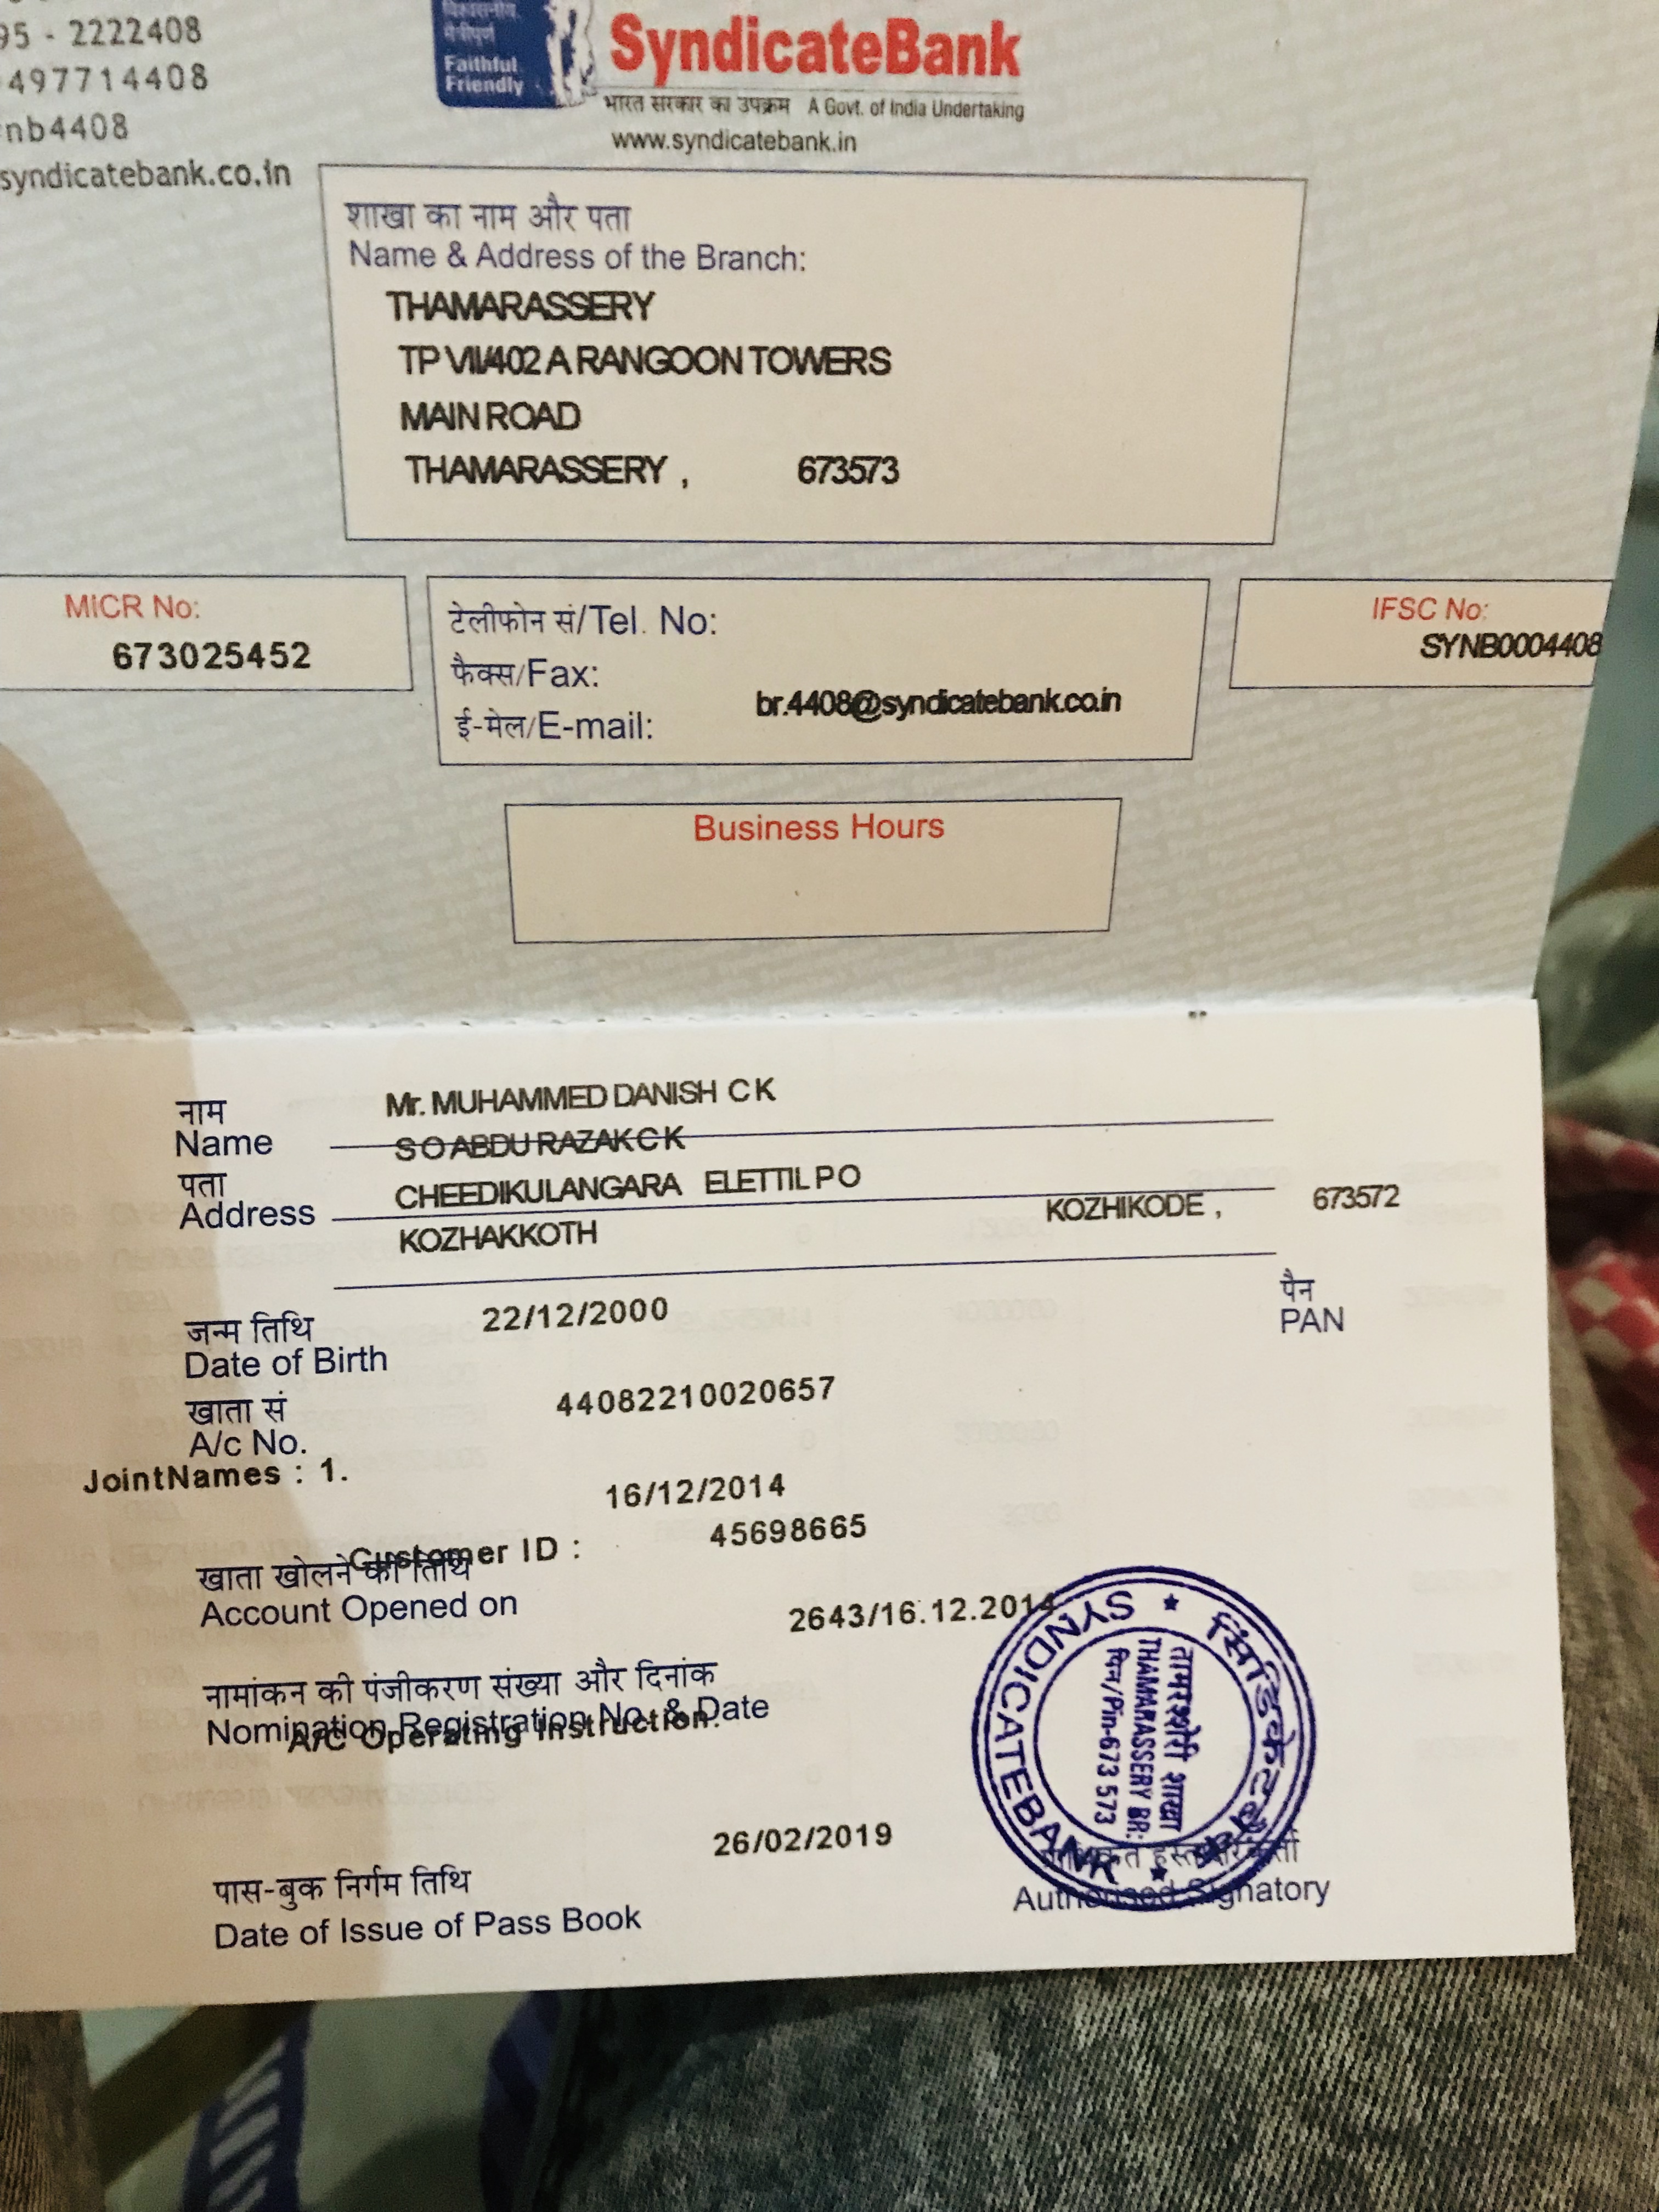 95 - 2222408
497714408
nb4408
syndicatebank.co.in
विश्वसनीय
मैत्रीपूर्ण
Faithful
Friendly
SyndicateBank
भारत सरकार का उपक्रम A Govt. of India Undertaking
www.syndicatebank.in
शाखा का नाम और पता
Name & Address of the Branch:
THAMARASSERY
TP VII/402 A RANGOON TOWERS
MAIN ROAD
THAMARASSERY , 673573
MICR No:
673025452
टेलीफोन सं/Tel. No:
फैक्स/Fax:
ई-मेल/E-mail: br.4408@syndicatebank.co.in
IFSC No:
SYNB0004408
Business Hours
नाम
Name
Mr. MUHAMMED DANISH C K
S O ABDU RAZAK C K
पता
Address
CHEEDIKULANGARA ELETTIL P O
KOZHAKKOTH KOZHIKODE , 673572
जन्म तिथि
Date of Birth
22/12/2000
पैन
PAN
खाता सं
A/c No.
44082210020657
JointNames : 1.
16/12/2014
Customer ID : 45698665
खाता खोलने की तिथि
Account Opened on
2643/16.12.2014
नामांकन की पंजीकरण संख्या और दिनांक
Nomination Registration No. & Date
A/C Operating Instruction:
26/02/2019
पास-बुक निर्गम तिथि
Date of Issue of Pass Book
सिंडिकेटबैंक
SYNDICATEBANK
तामरश्शेरी शाखा
THAMARASSERY BR:
पिन/Pin-673 573
प्राधिकृत हस्ताक्षरकर्ता
Authorised Signatory